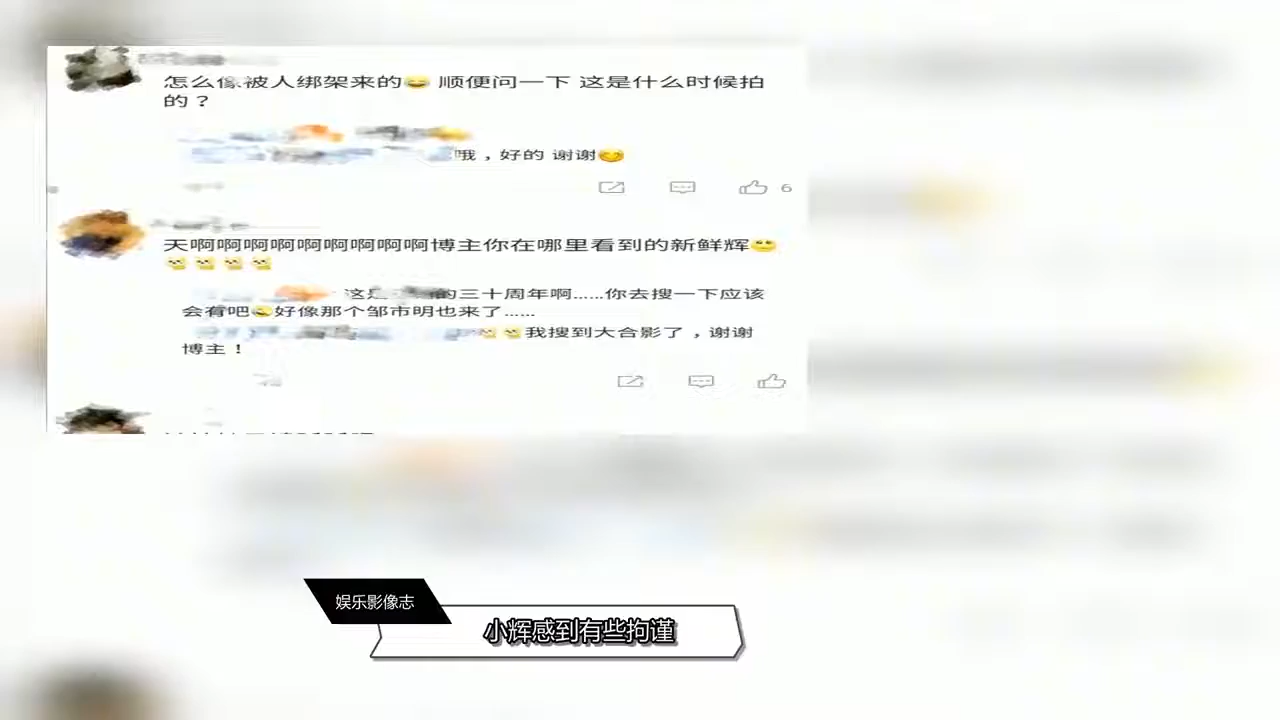 怎么像被人绑架来的😂 顺便问一下 这是什么时候拍
的？
哦，好的 谢谢😊
6
天啊啊啊啊啊啊啊啊啊博主你在哪里看到的新鲜辉
这是
的三十周年啊……你去搜一下应该
会有吧 好像那个邹市明也来了……
我搜到大合影了，谢谢
博主！
娱乐影像志
小辉感到有些拘谨